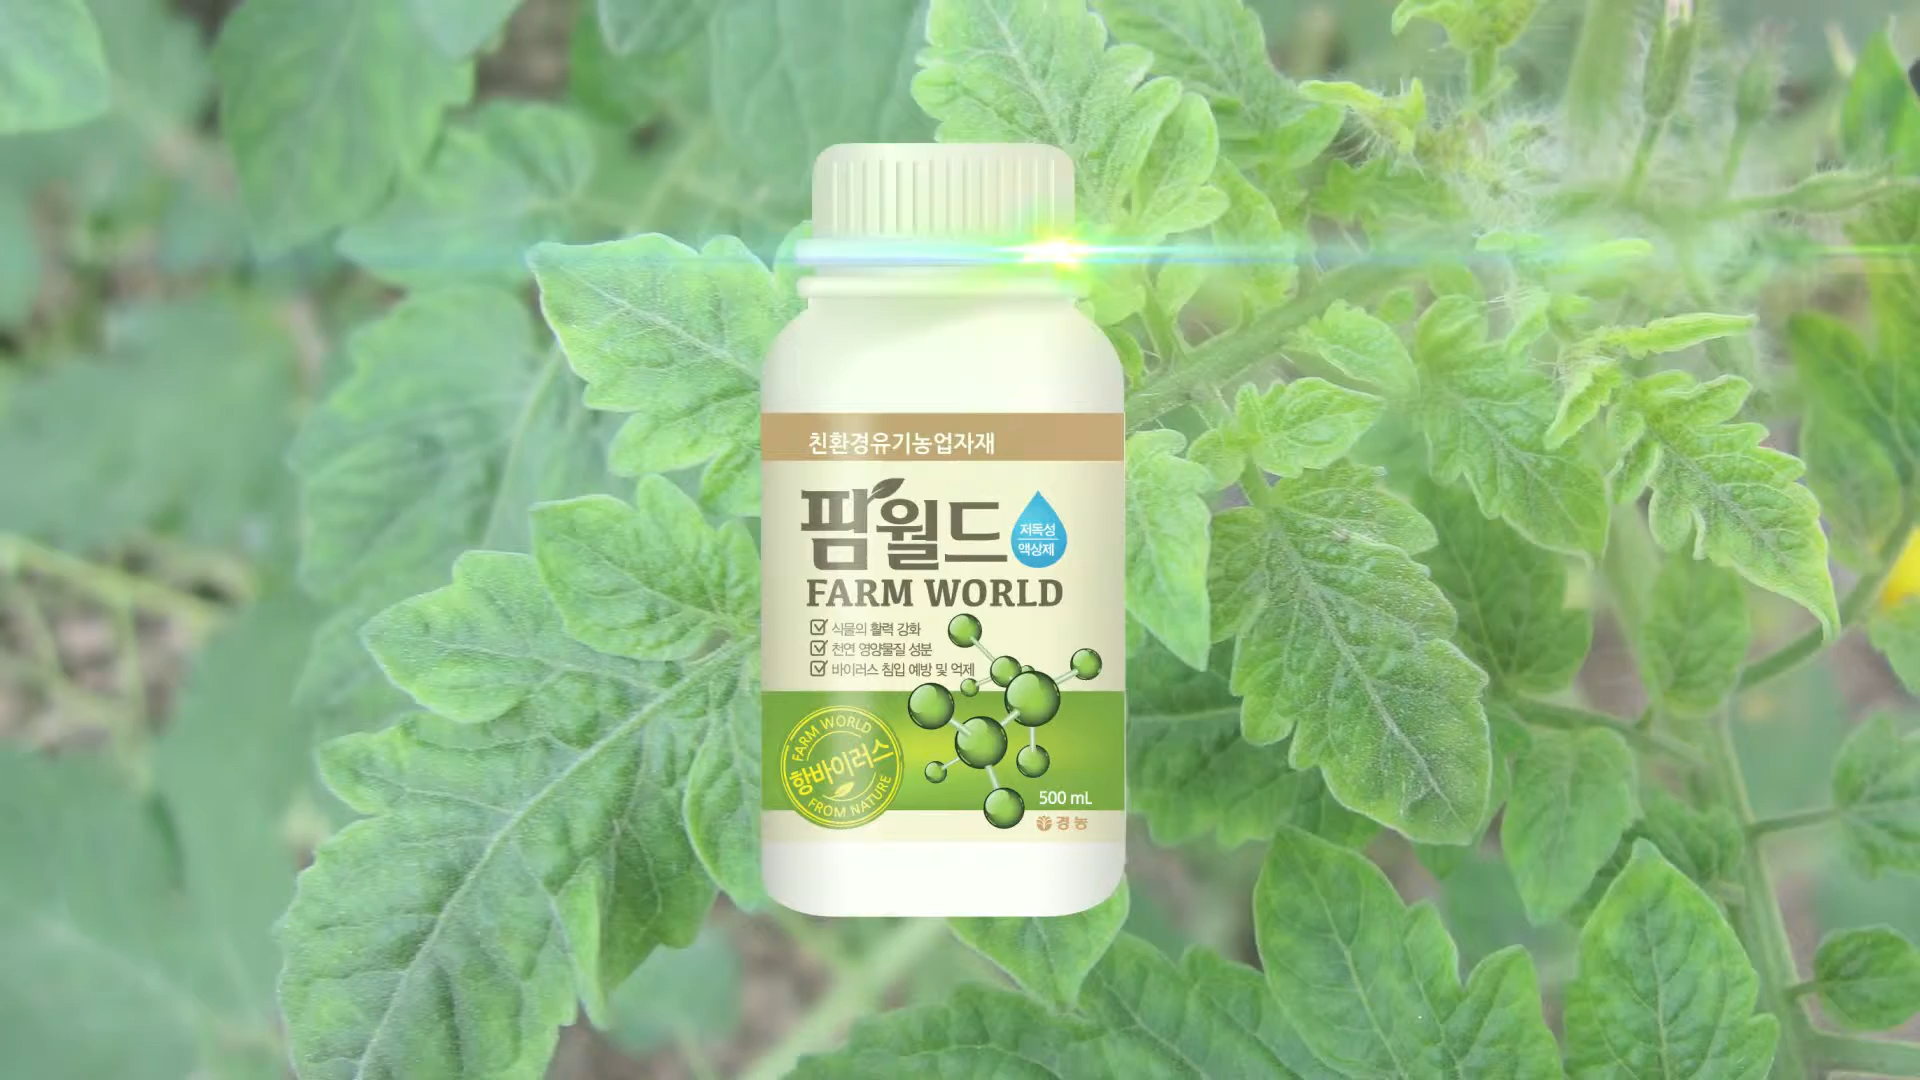 친환경유기농업자재
팜월드
저독성
액상제
FARM WORLD
식물의 활력 강화
천연 영양물질 성분
바이러스 침입 예방 및 억제
FARM WORLD
항바이러스
FROM NATURE
500 mL
경농